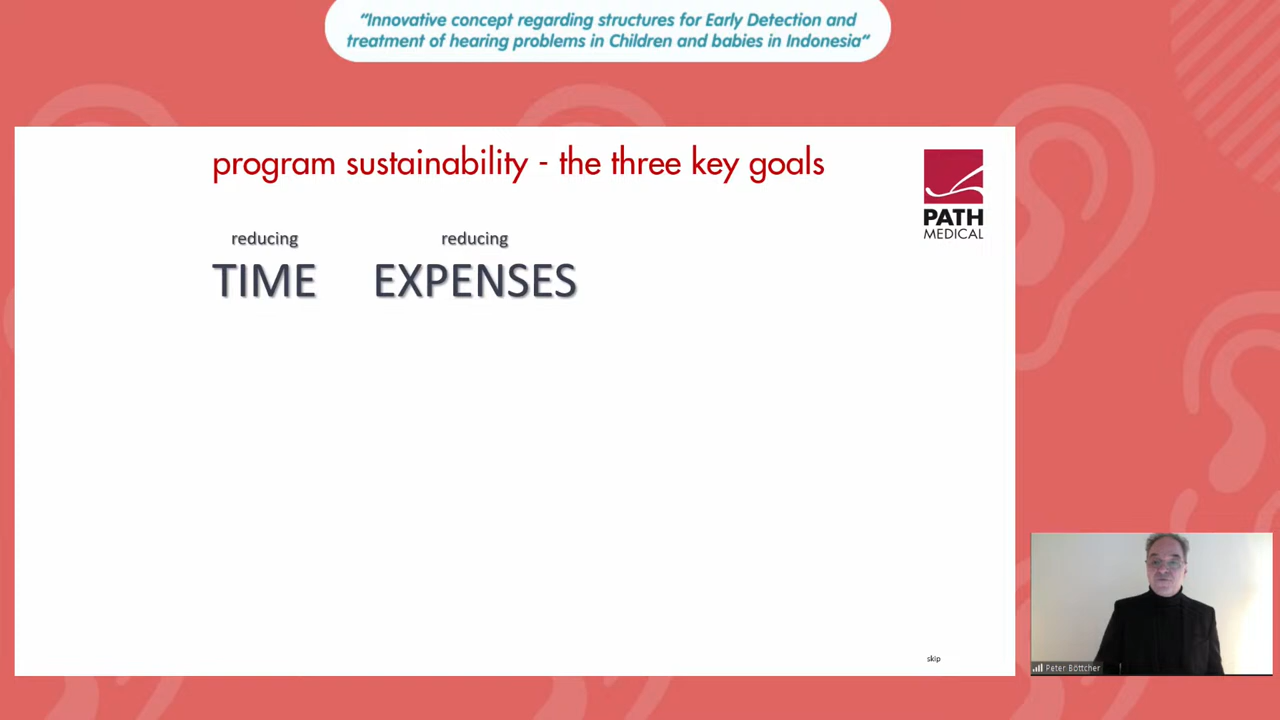 “Innovative concept regarding structures for Early Detection and
treatment of hearing problems in Children and babies in Indonesia“
program sustainability - the three key goals
PATH
MEDICAL
reducing reducing
TIME EXPENSES
skip
Peter Böttcher